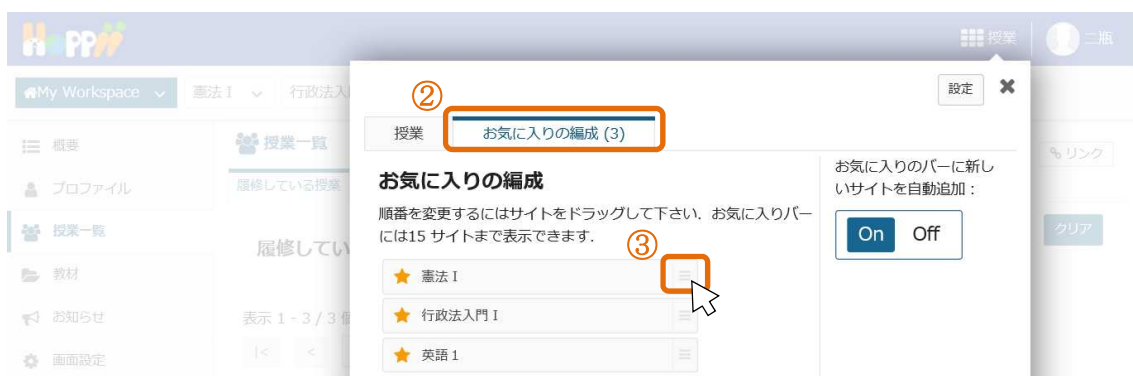 Hoppii
授業
二瓶
My Workspace
憲法 I
行政法入
②
設定
授業
お気に入りの編成 (3)
概要
授業一覧
リンク
お気に入りのバーに新し
いサイトを自動追加：
プロファイル
履修している授業
お気に入りの編成
順番を変更するにはサイトをドラッグして下さい．お気に入りバー
には15 サイトまで表示できます．
On
Off
クリア
授業一覧
履修してい
③
憲法 I
教材
行政法入門 I
お知らせ
表示 1 - 3 / 3
英語 1
画面設定
|<
<